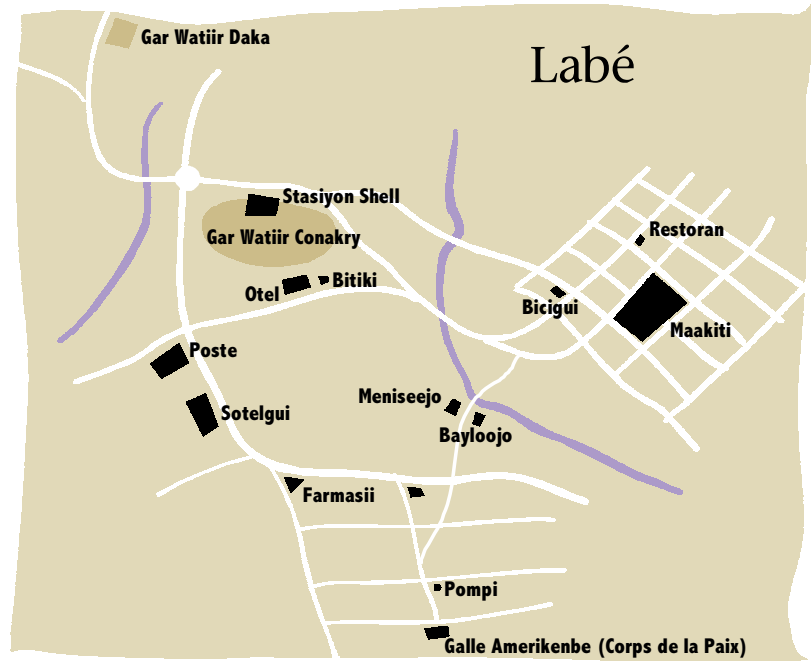 Gar Watiir Daka
Labé
Stasiyon Shell
Restoran
Gar Watiir Conakry
Bitiki
Otel
Bicigui
Maakiti
Poste
Meniseejo
Sotelgui
Bayloojo
Farmasii
Pompi
Galle Amerikenbe (Corps de la Paix)